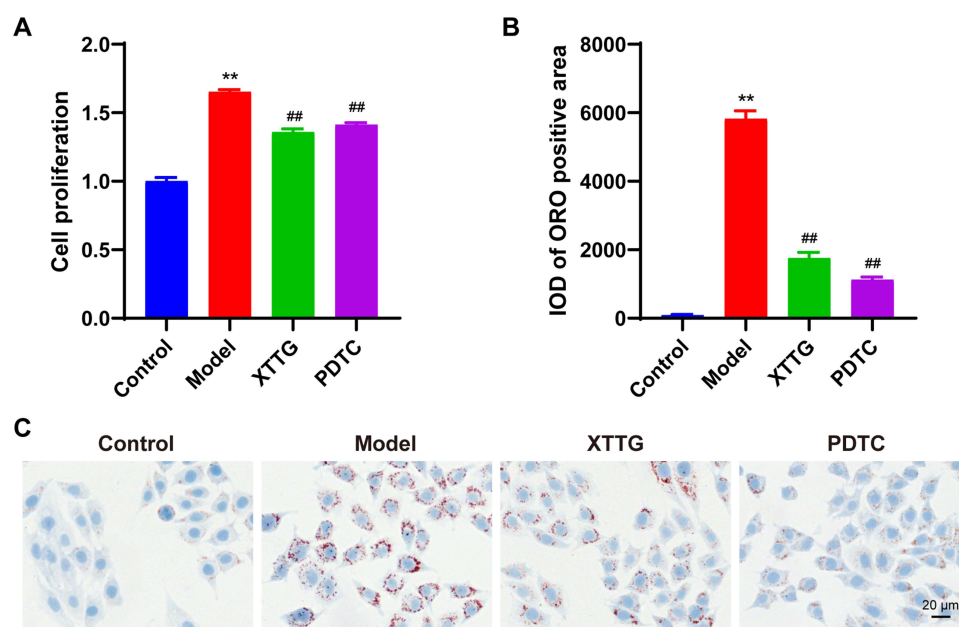 A
Cell proliferation
2.0
1.5
1.0
0.5
0.0
**
##
##
Control
Model
XTTG
PDTC
B
IOD of ORO positive area
8000
6000
4000
2000
0
**
##
##
Control
Model
XTTG
PDTC
C
Control
Model
XTTG
PDTC
20 μm